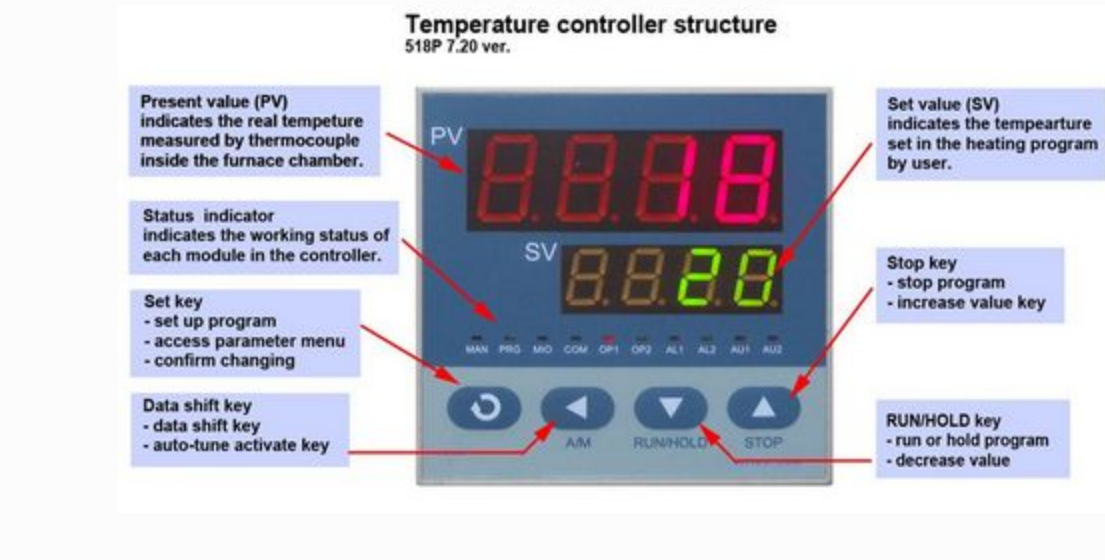 Temperature controller structure
518P 7.20 ver.
Present value (PV)
indicates the real tempeture
measured by thermocouple
inside the furnace chamber.
Status indicator
indicates the working status of
each module in the controller.
Set key
- set up program
- access parameter menu
- confirm changing
Data shift key
- data shift key
- auto-tune activate key
PV
18
SV
20
MAN PRG MIO COM OP1 OP2 AL1 AL2 AU1 AU2
A/M RUN/HOLD STOP
Set value (SV)
indicates the tempearture
set in the heating program
by user.
Stop key
- stop program
- increase value key
RUN/HOLD key
- run or hold program
- decrease value